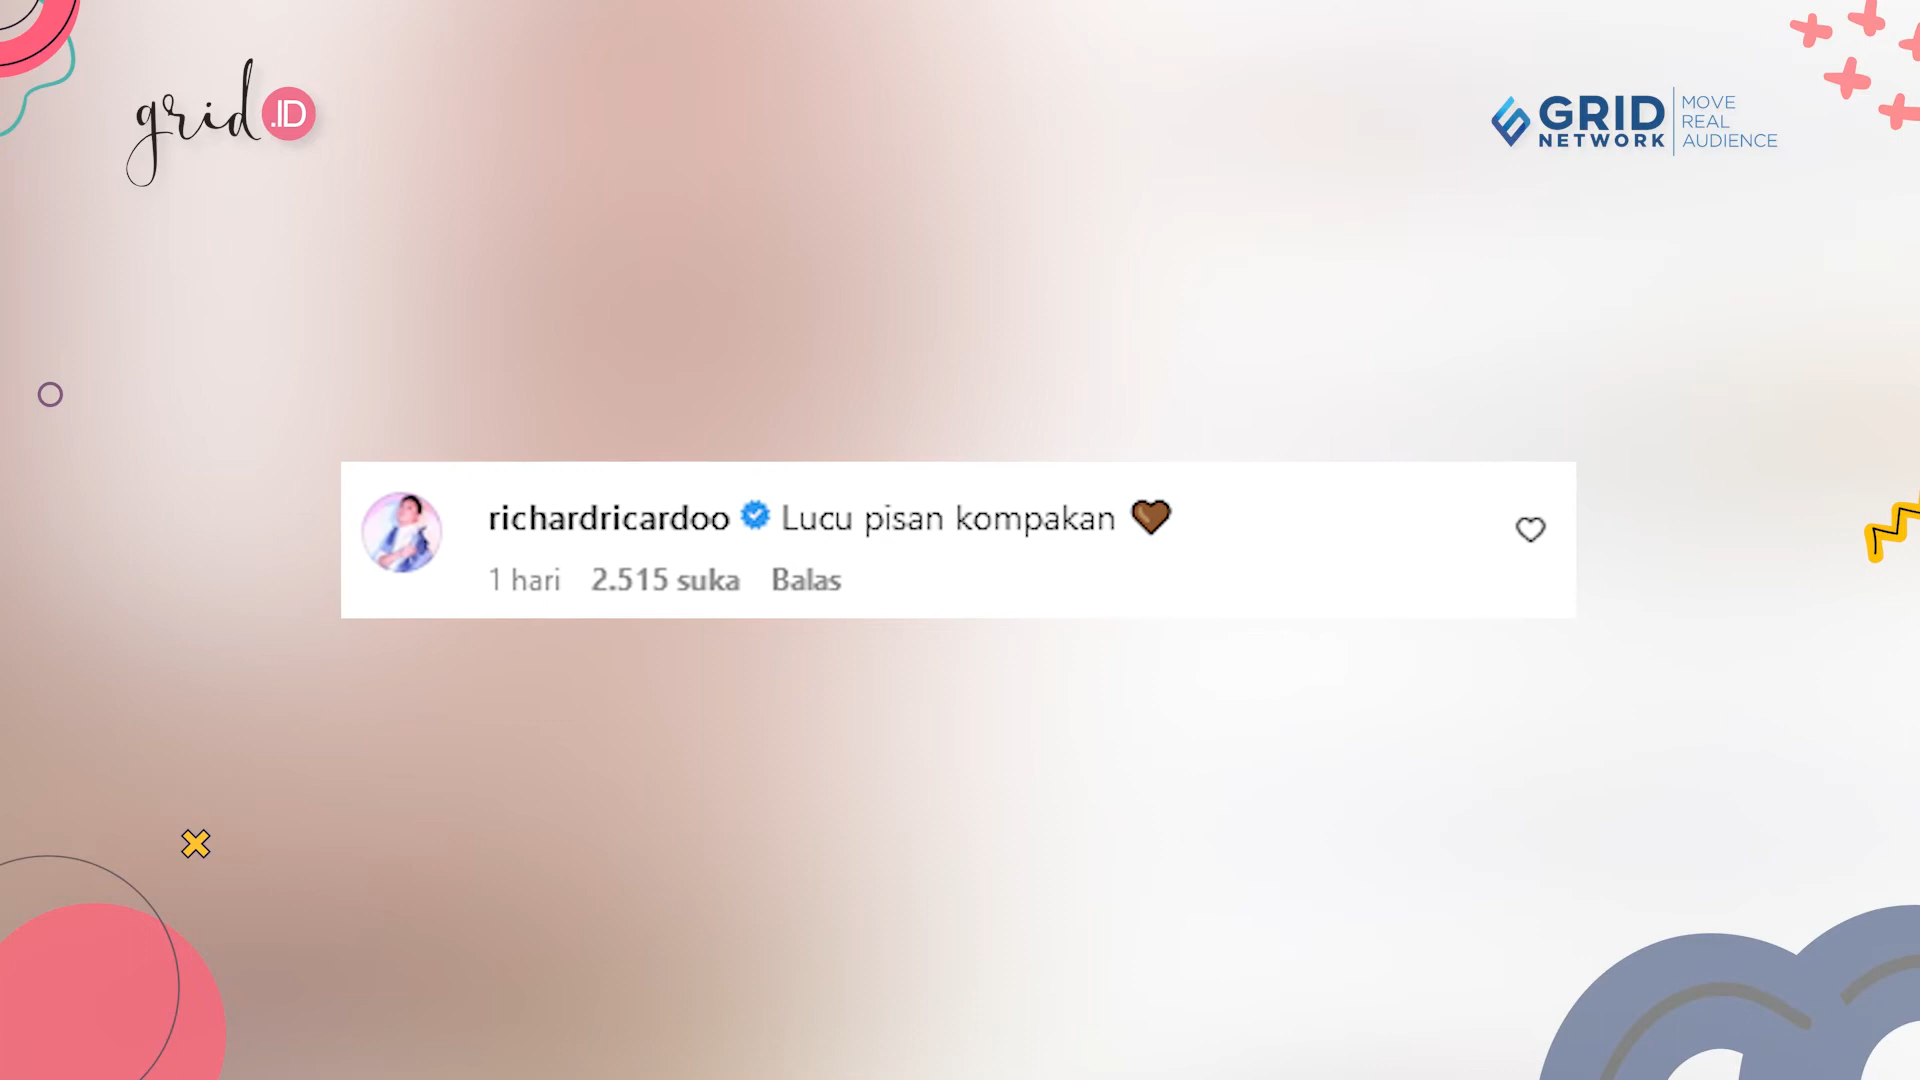 grid.ID
GRID
NETWORK
MOVE
REAL
AUDIENCE
richardricardoo Lucu pisan kompakan 🤎
1 hari 2.515 suka Balas